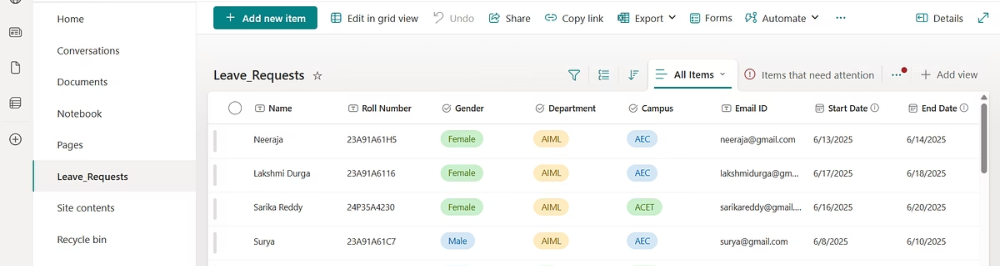 Home
Conversations
Documents
Notebook
Pages
Leave_Requests
Site contents
Recycle bin
Add new item Edit in grid view Undo Share Copy link Export Forms Automate ... Details
Leave_Requests All Items Items that need attention ... Add view
Name Roll Number Gender Department Campus Email ID Start Date End Date
Neeraja 23A91A61H5 Female AIML AEC neeraja@gmail.com 6/13/2025 6/14/2025
Lakshmi Durga 23A91A6116 Female AIML AEC lakshmidurga@gm... 6/17/2025 6/18/2025
Sarika Reddy 24P35A4230 Female AIML ACET sarikareddy@gmail.... 6/16/2025 6/20/2025
Surya 23A91A61C7 Male AIML AEC surya@gmail.com 6/8/2025 6/10/2025